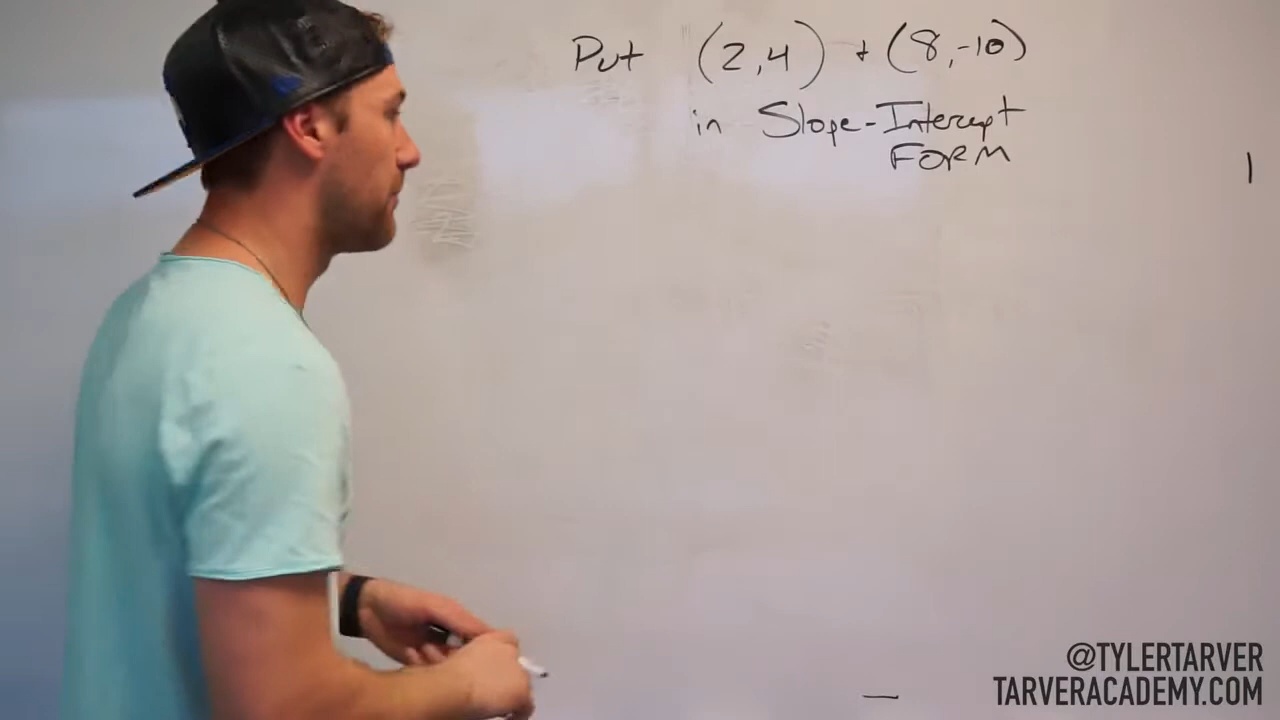 Put (2,4) + (8,-10)
in Slope-Intercept
FORM
@TYLERTARVER
TARVERACADEMY.COM